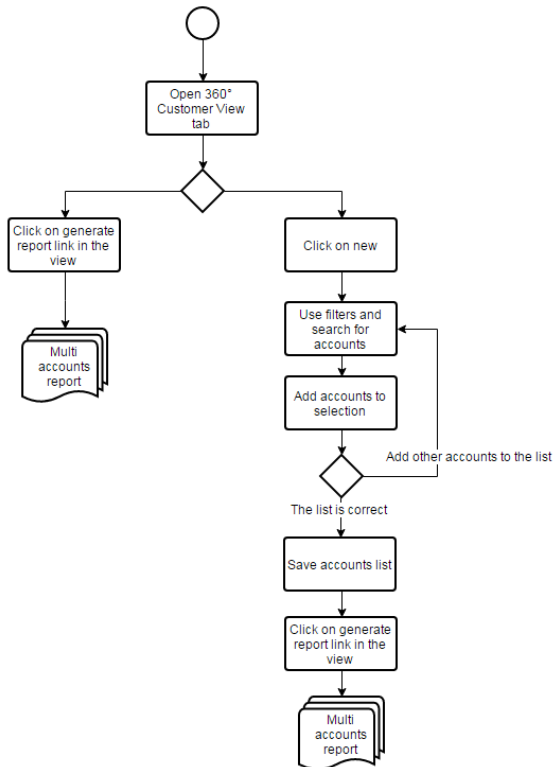 Open 360°
Customer View
tab
Click on generate
report link in the
view
Multi
accounts
report
Click on new
Use filters and
search for
accounts
Add accounts to
selection
Add other accounts to the list
The list is correct
Save accounts list
Click on generate
report link in the
view
Multi
accounts
report